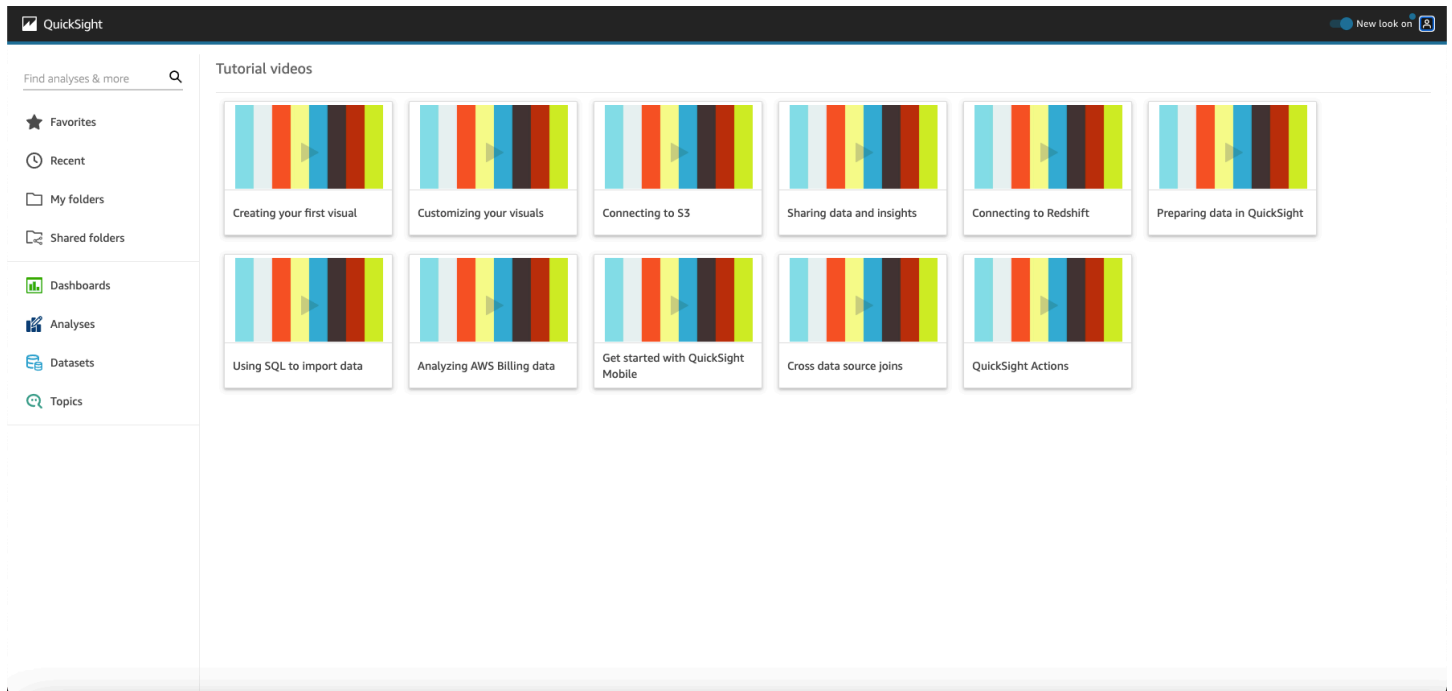 QuickSight
New look on
Find analyses & more
Favorites
Recent
My folders
Shared folders
Dashboards
Analyses
Datasets
Topics
Tutorial videos
Creating your first visual
Customizing your visuals
Connecting to S3
Sharing data and insights
Connecting to Redshift
Preparing data in QuickSight
Using SQL to import data
Analyzing AWS Billing data
Get started with QuickSight
Mobile
Cross data source joins
QuickSight Actions